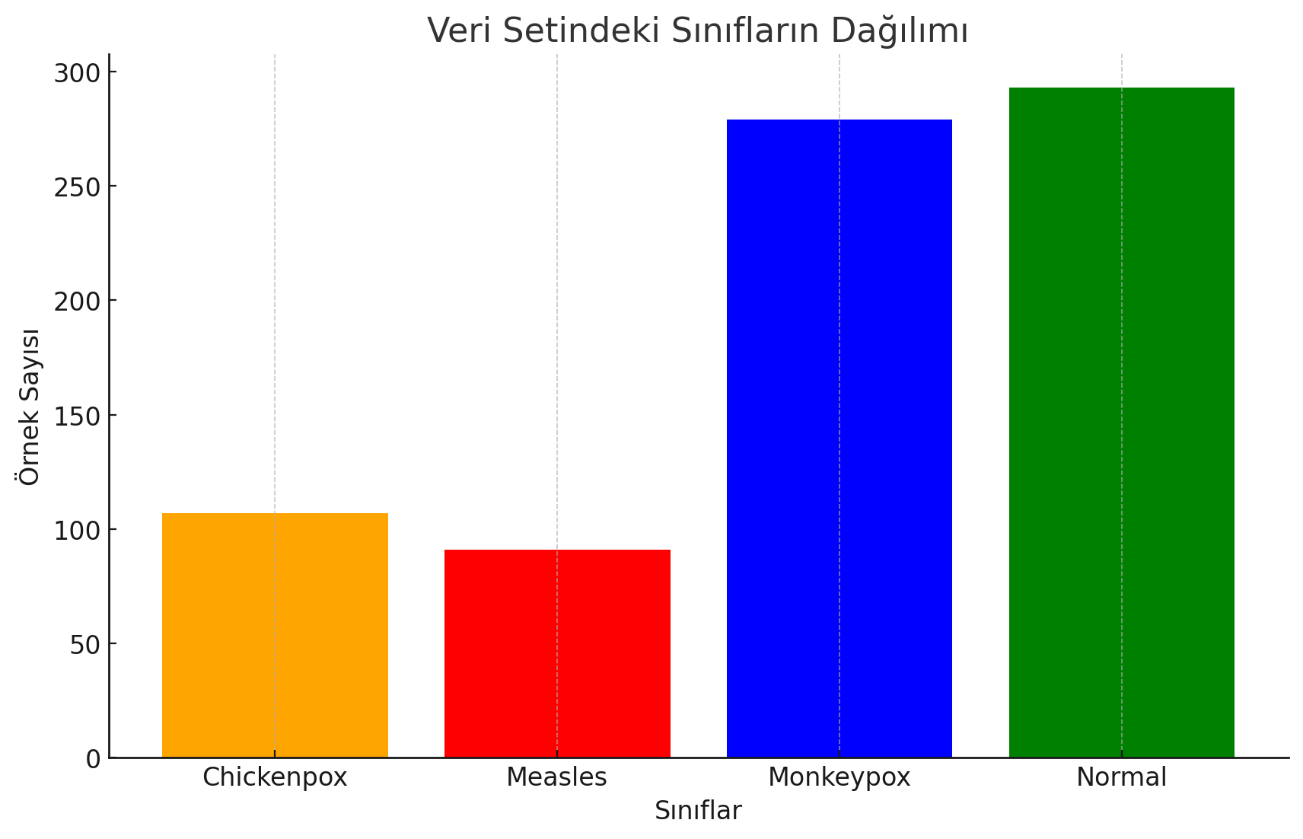 Veri Setindeki Sınıfların Dağılımı
300
250
200
150
100
50
0
Örnek Sayısı
Chickenpox
Measles
Monkeypox
Normal
Sınıflar